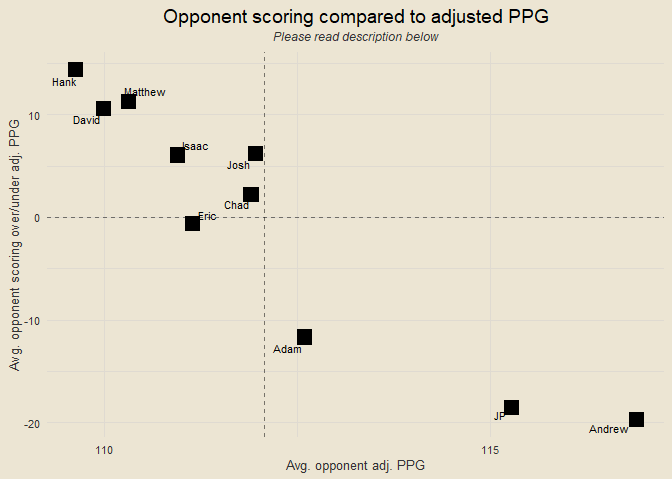 Opponent scoring compared to adjusted PPG
Please read description below
Hank
Matthew
David
Isaac
Josh
Chad
Eric
Adam
JP
Andrew
10
0
-10
-20
110
115
Avg. opponent scoring over/under adj. PPG
Avg. opponent adj. PPG